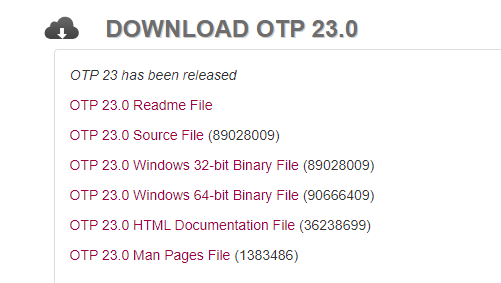 DOWNLOAD OTP 23.0
OTP 23 has been released
OTP 23.0 Readme File
OTP 23.0 Source File (89028009)
OTP 23.0 Windows 32-bit Binary File (89028009)
OTP 23.0 Windows 64-bit Binary File (90666409)
OTP 23.0 HTML Documentation File (36238699)
OTP 23.0 Man Pages File (1383486)